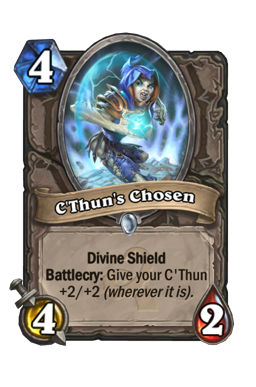 4
C'Thun's Chosen
Divine Shield
Battlecry: Give your C'Thun
+2/+2 (wherever it is).
4
2